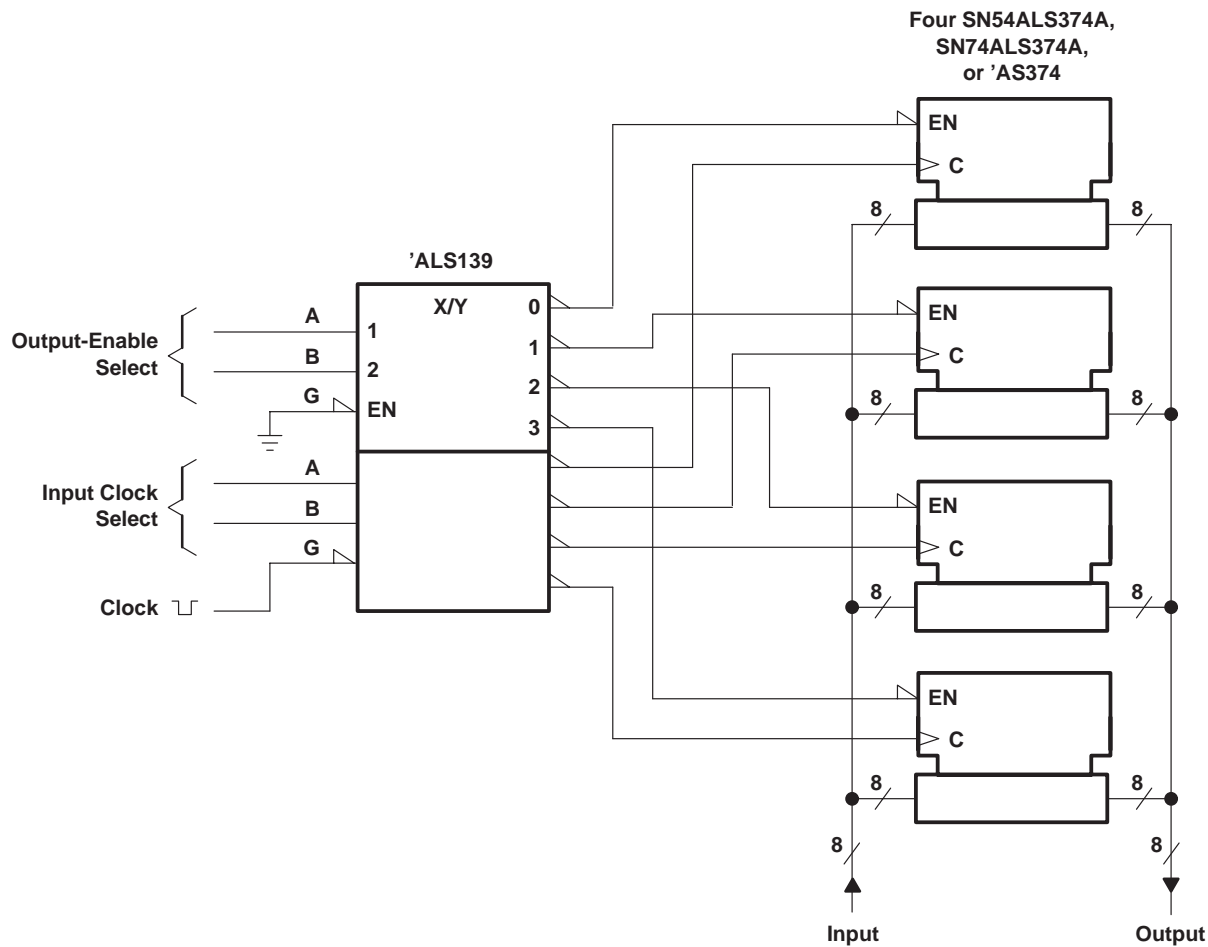 Four SN54ALS374A,
SN74ALS374A,
or ’AS374
EN
C
8
8
’ALS139
X/Y
0
1
2
3
1
2
EN
Output-Enable
Select
A
B
G
Input Clock
Select
A
B
G
Clock
EN
C
8
8
EN
C
8
8
EN
C
8
8
8
8
Input
Output